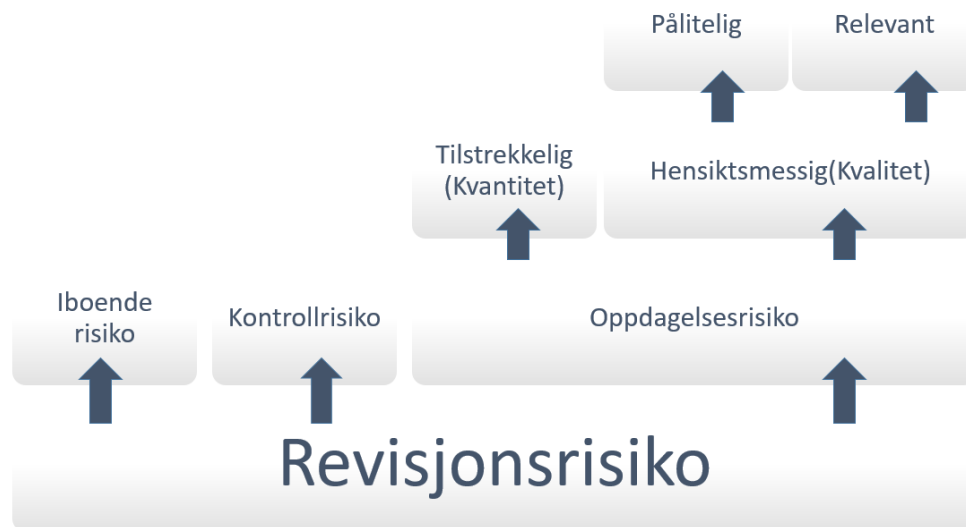 Pålitelig
Relevant
Tilstrekkelig
(Kvantitet)
Hensiktsmessig(Kvalitet)
Iboende
risiko
Kontrollrisiko
Oppdagelsesrisiko
Revisjonsrisiko